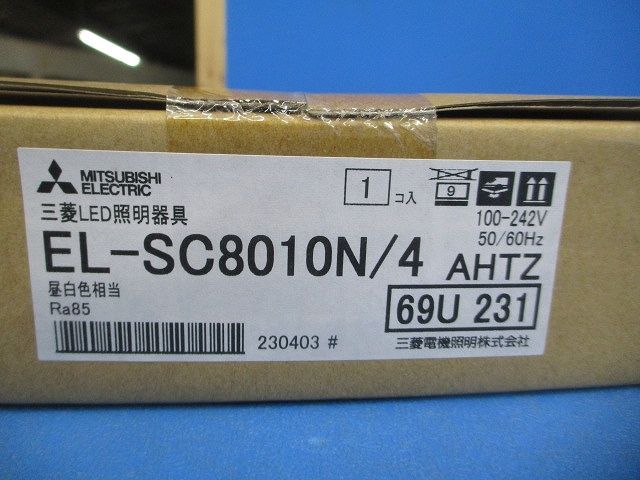 MITSUBISHI
ELECTRIC
1 コ入
9
三菱LED照明器具
100-242V
50/60Hz
EL-SC8010N/4 AHTZ
昼白色相当
Ra85
69U 231
230403 #
三菱電機照明株式会社